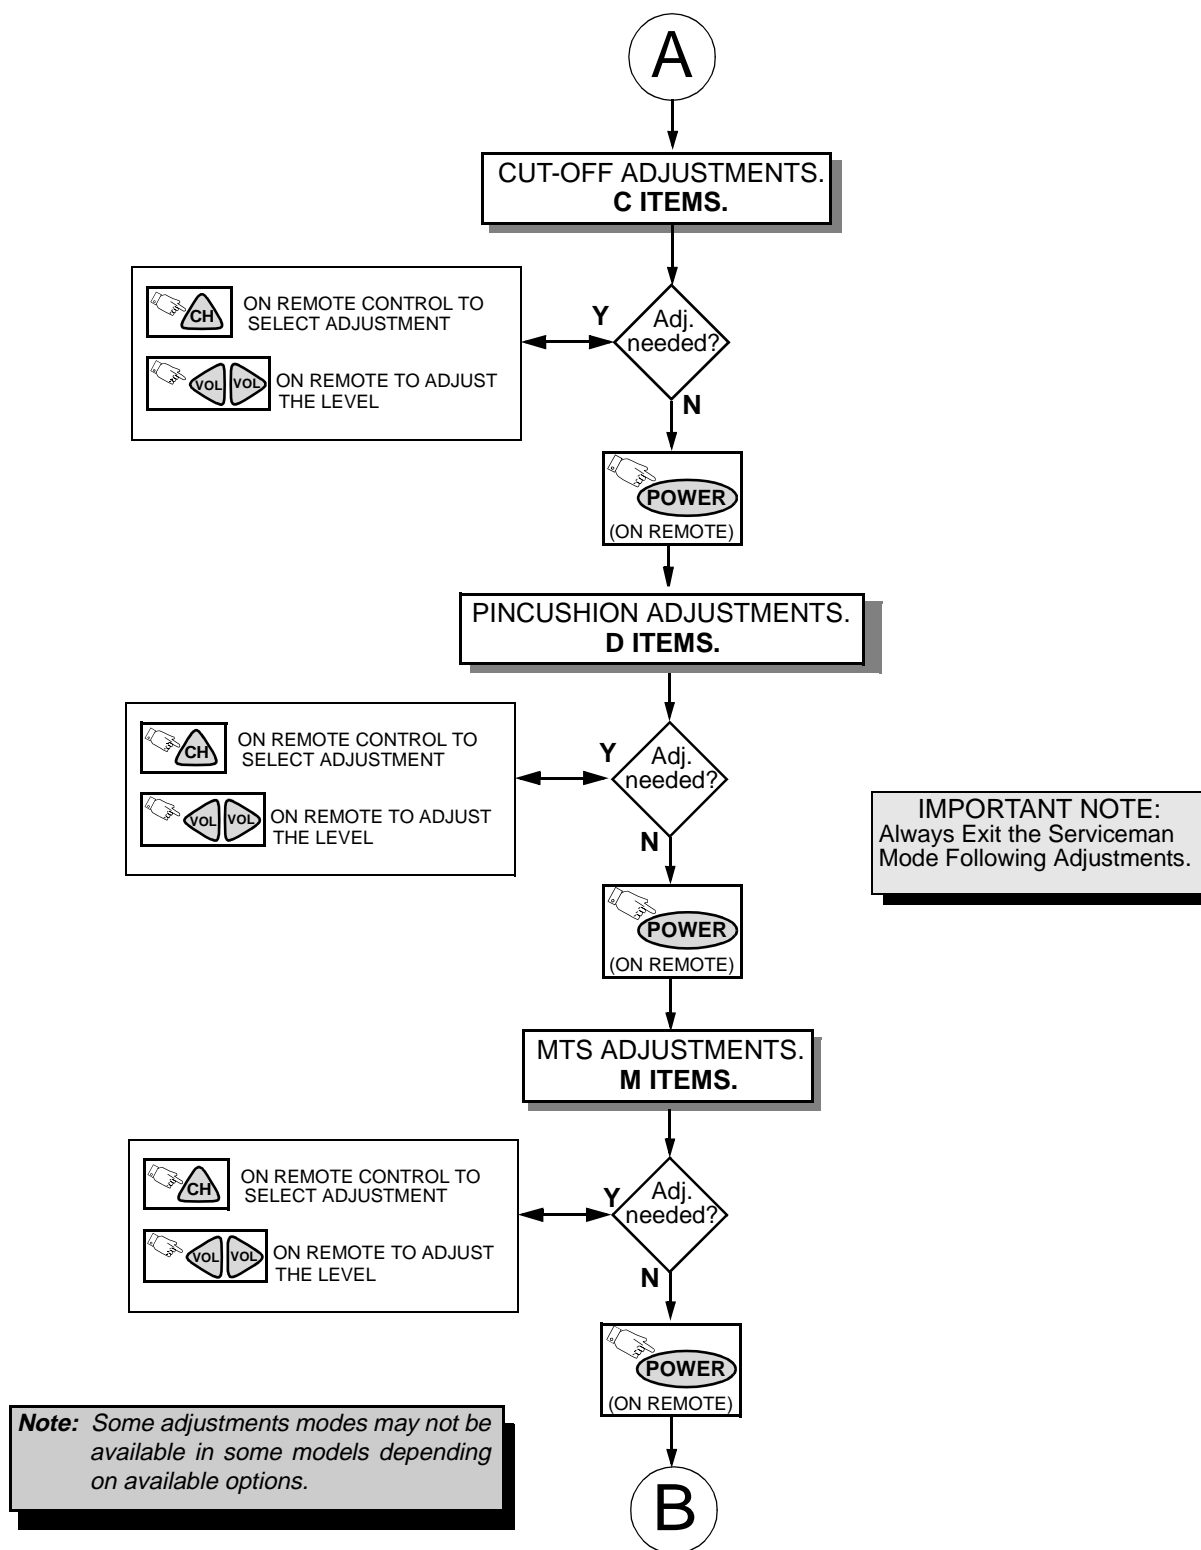 A
CUT-OFF ADJUSTMENTS.
C ITEMS.
CH
ON REMOTE CONTROL TO
SELECT ADJUSTMENT
VOL VOL
ON REMOTE TO ADJUST
THE LEVEL
Y
Adj.
needed?
N
POWER
(ON REMOTE)
PINCUSHION ADJUSTMENTS.
D ITEMS.
CH
ON REMOTE CONTROL TO
SELECT ADJUSTMENT
VOL VOL
ON REMOTE TO ADJUST
THE LEVEL
Y
Adj.
needed?
N
IMPORTANT NOTE:
Always Exit the Serviceman
Mode Following Adjustments.
POWER
(ON REMOTE)
MTS ADJUSTMENTS.
M ITEMS.
CH
ON REMOTE CONTROL TO
SELECT ADJUSTMENT
VOL VOL
ON REMOTE TO ADJUST
THE LEVEL
Y
Adj.
needed?
N
POWER
(ON REMOTE)
Note: Some adjustments modes may not be
available in some models depending
on available options.
B